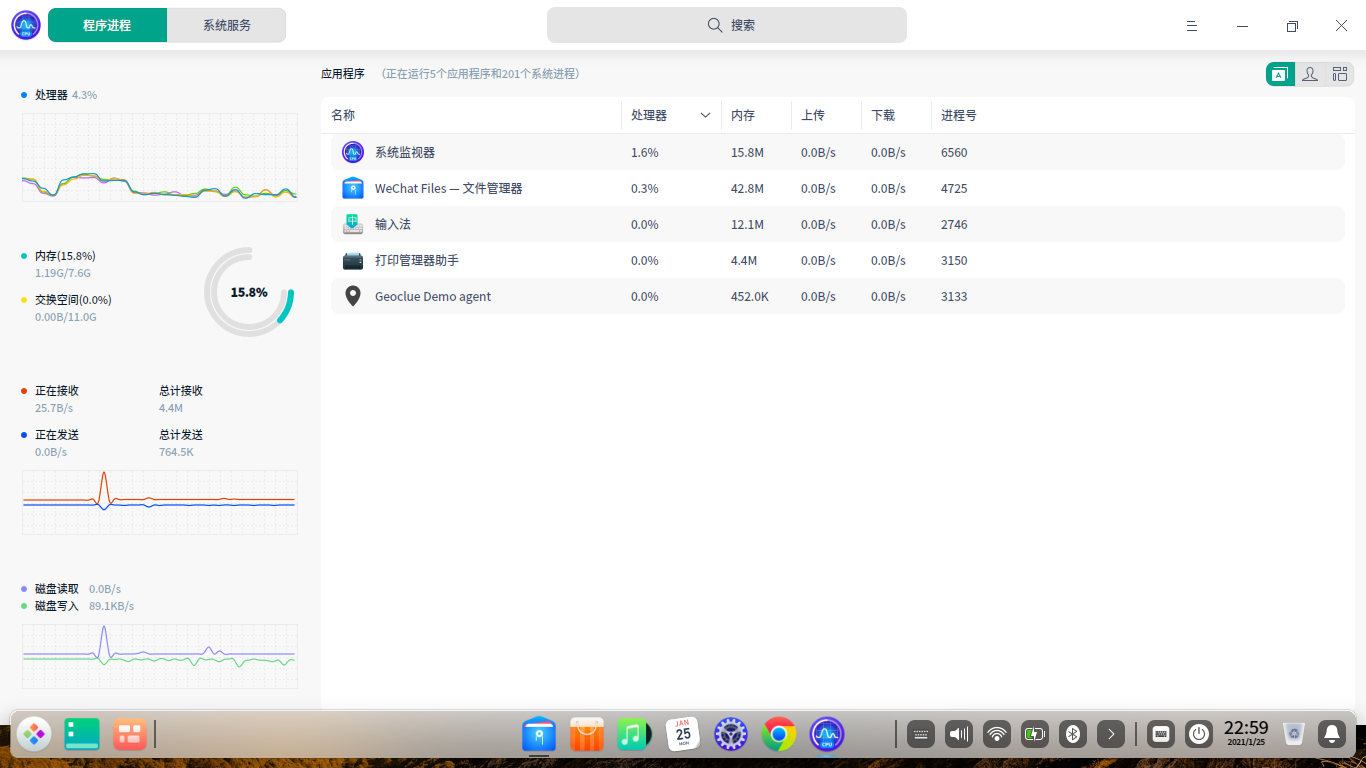 程序进程 系统服务 搜索
应用程序 （正在运行5个应用程序和201个系统进程）
处理器 4.3%
内存(15.8%)
1.19G/7.6G
交换空间(0.0%)
0.00B/11.0G
15.8%
正在接收 总计接收
25.7B/s 4.4M
正在发送 总计发送
0.0B/s 764.5K
磁盘读取 0.0B/s
磁盘写入 89.1KB/s
名称 处理器 内存 上传 下载 进程号
系统监视器 1.6% 15.8M 0.0B/s 0.0B/s 6560
WeChat Files — 文件管理器 0.3% 42.8M 0.0B/s 0.0B/s 4725
输入法 0.0% 12.1M 0.0B/s 0.0B/s 2746
打印管理器助手 0.0% 4.4M 0.0B/s 0.0B/s 3150
Geoclue Demo agent 0.0% 452.0K 0.0B/s 0.0B/s 3133
JAN
25
MON
CPU
22:59
2021/1/25